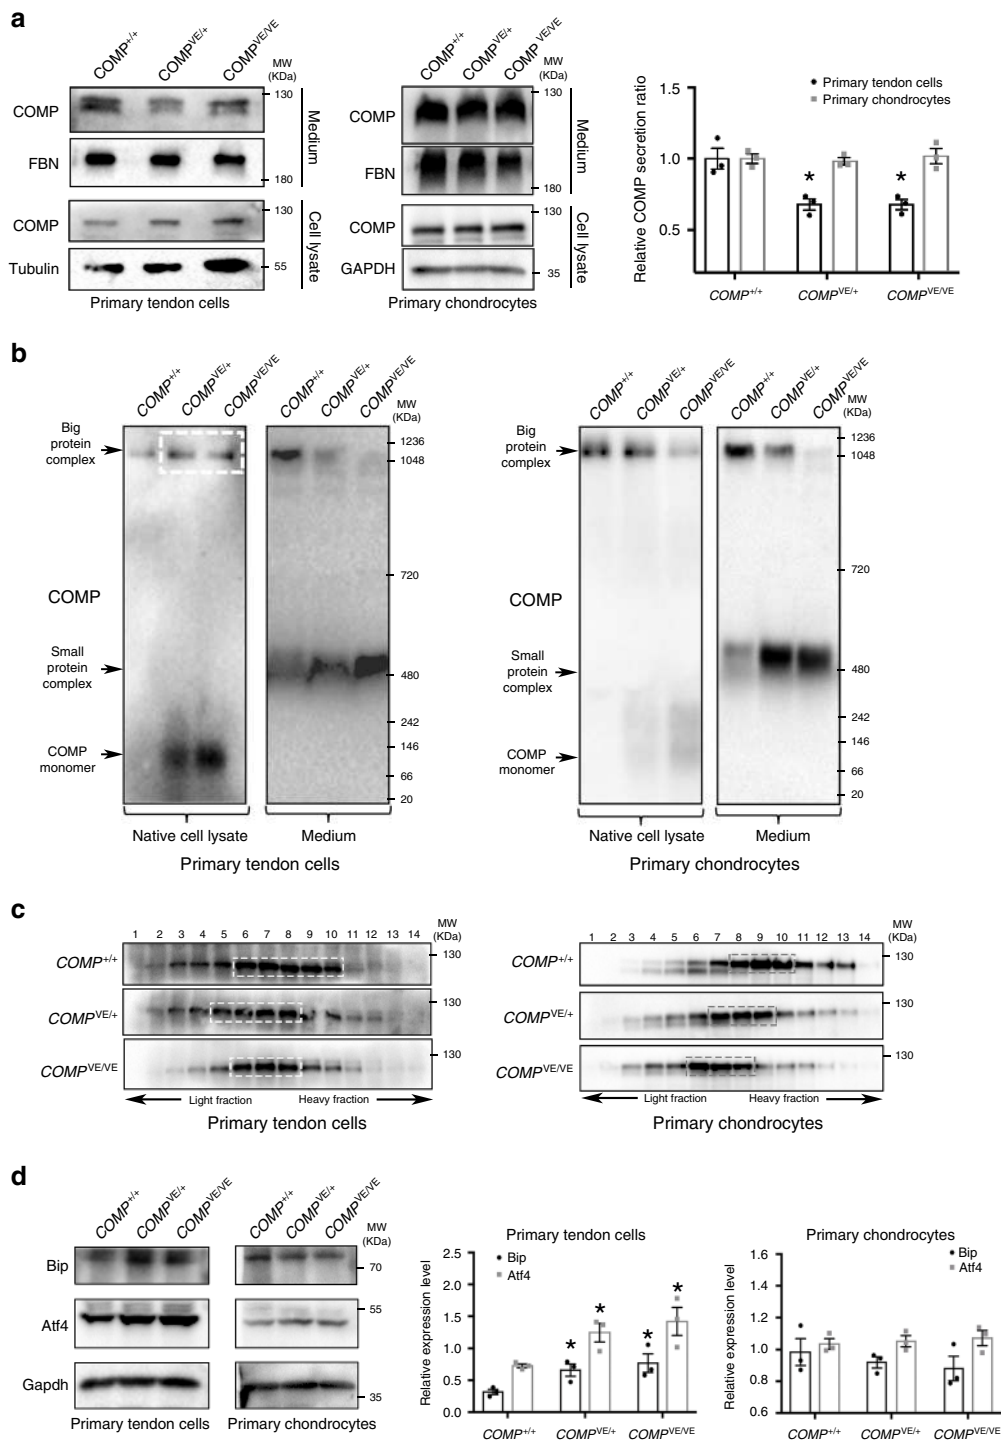 a
COMP+/+ COMPVE/+ COMPVE/VE
MW
(KDa)
COMP
130
FBN
180
Medium
COMP
130
Tubulin
55
Cell lysate
Primary tendon cells
COMP+/+ COMPVE/+ COMPVE/VE
MW
(KDa)
COMP
130
FBN
180
Medium
COMP
130
GAPDH
35
Cell lysate
Primary chondrocytes
Relative COMP secretion ratio
1.5
1.0
0.5
Primary tendon cells
Primary chondrocytes
* *
COMP+/+ COMPVE/+ COMPVE/VE
b
COMP+/+ COMPVE/+ COMPVE/VE COMP+/+ COMPVE/+ COMPVE/VE
MW
(KDa)
Big
protein
complex
COMP
Small
protein
complex
COMP
monomer
1236
1048
720
480
242
146
66
20
Native cell lysate Medium
Primary tendon cells
COMP+/+ COMPVE/+ COMPVE/VE COMP+/+ COMPVE/+ COMPVE/VE
MW
(KDa)
Big
protein
complex
COMP
Small
protein
complex
COMP
monomer
1236
1048
720
480
242
146
66
20
Native cell lysate Medium
Primary chondrocytes
c
1 2 3 4 5 6 7 8 9 10 11 12 13 14
MW
(KDa)
COMP+/+ 130
COMPVE/+ 130
COMPVE/VE 130
Light fraction Heavy fraction
Primary tendon cells
1 2 3 4 5 6 7 8 9 10 11 12 13 14
MW
(KDa)
COMP+/+ 130
COMPVE/+ 130
COMPVE/VE 130
Light fraction Heavy fraction
Primary chondrocytes
d
COMP+/+ COMPVE/+ COMPVE/VE COMP+/+ COMPVE/+ COMPVE/VE
MW
(KDa)
Bip 70
Atf4 55
Gapdh 35
Primary tendon cells Primary chondrocytes
Primary tendon cells
Relative expression level
2.5
2.0
1.5
1.0
0.5
0.0
Bip
Atf4
* * * *
COMP+/+ COMPVE/+ COMPVE/VE
Primary chondrocytes
Relative expression level
1.6
1.4
1.2
1.0
0.8
0.6
Bip
Atf4
COMP+/+ COMPVE/+ COMPVE/VE